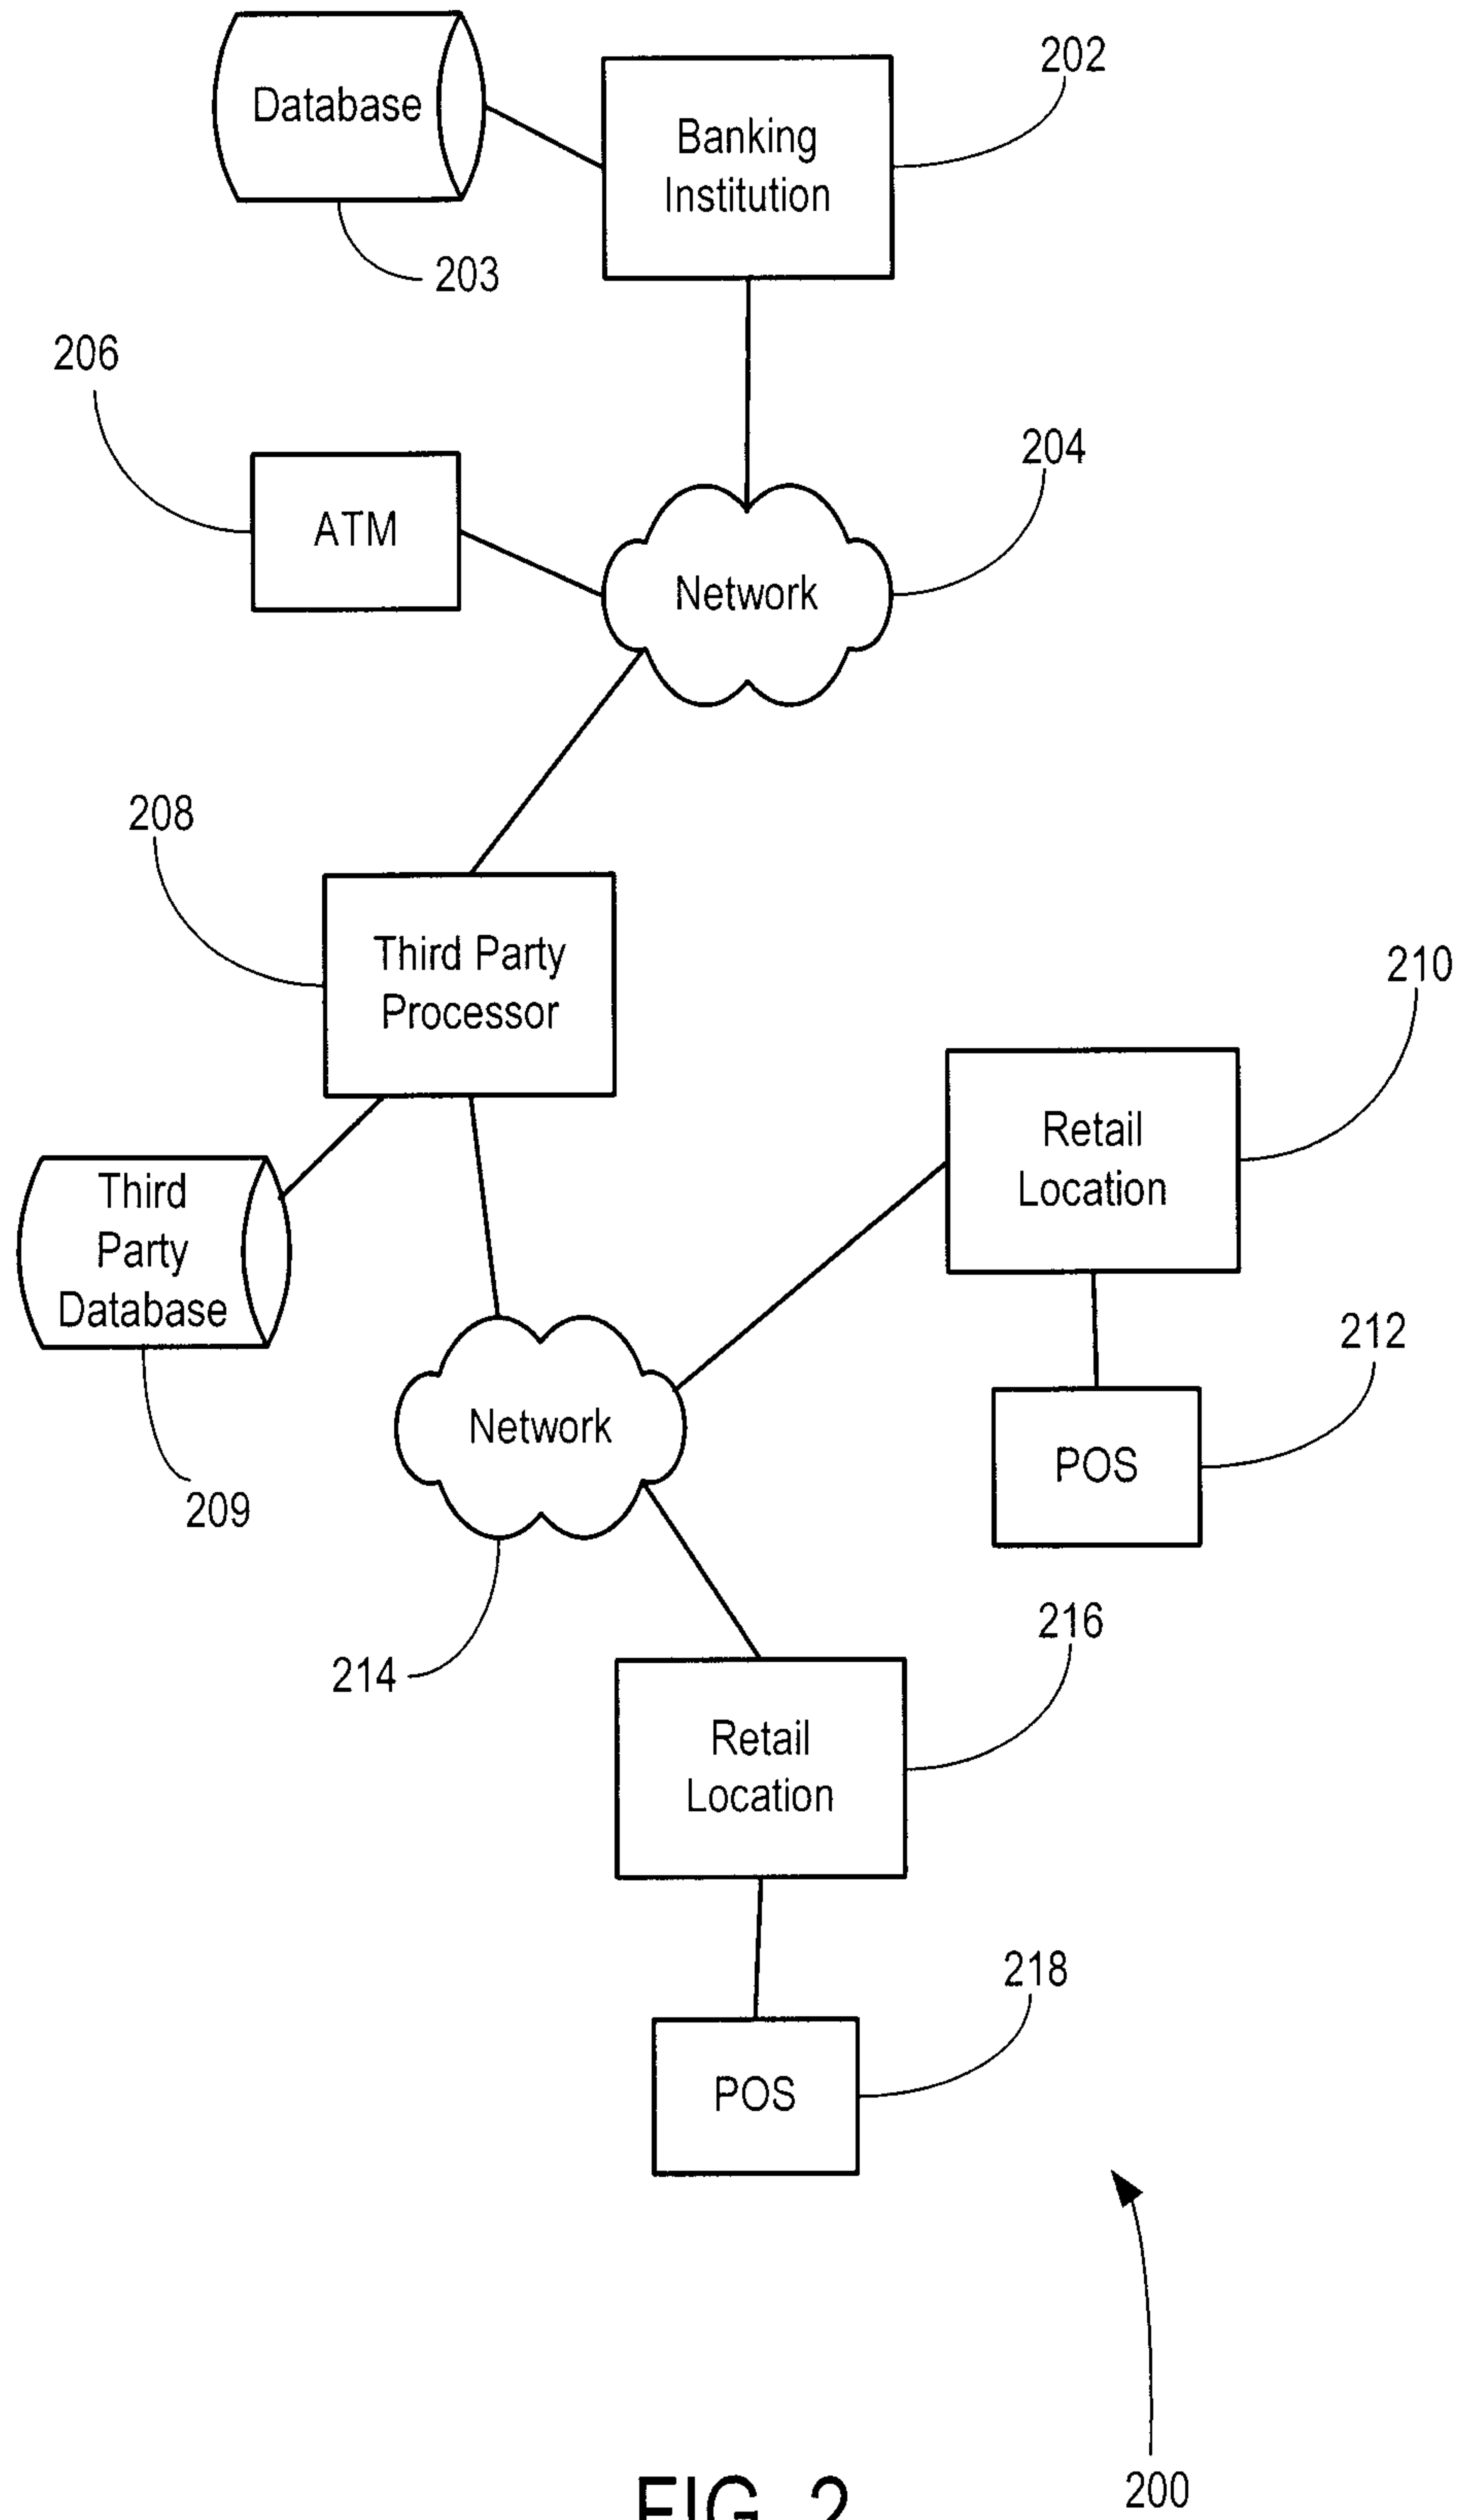 202
Database
Banking
Institution
203
206
204
ATM
Network
208
Third Party
Processor
210
Retail
Location
Third
Party
Database
212
Network
POS
209
216
214
Retail
Location
218
POS
200
FIG. 2